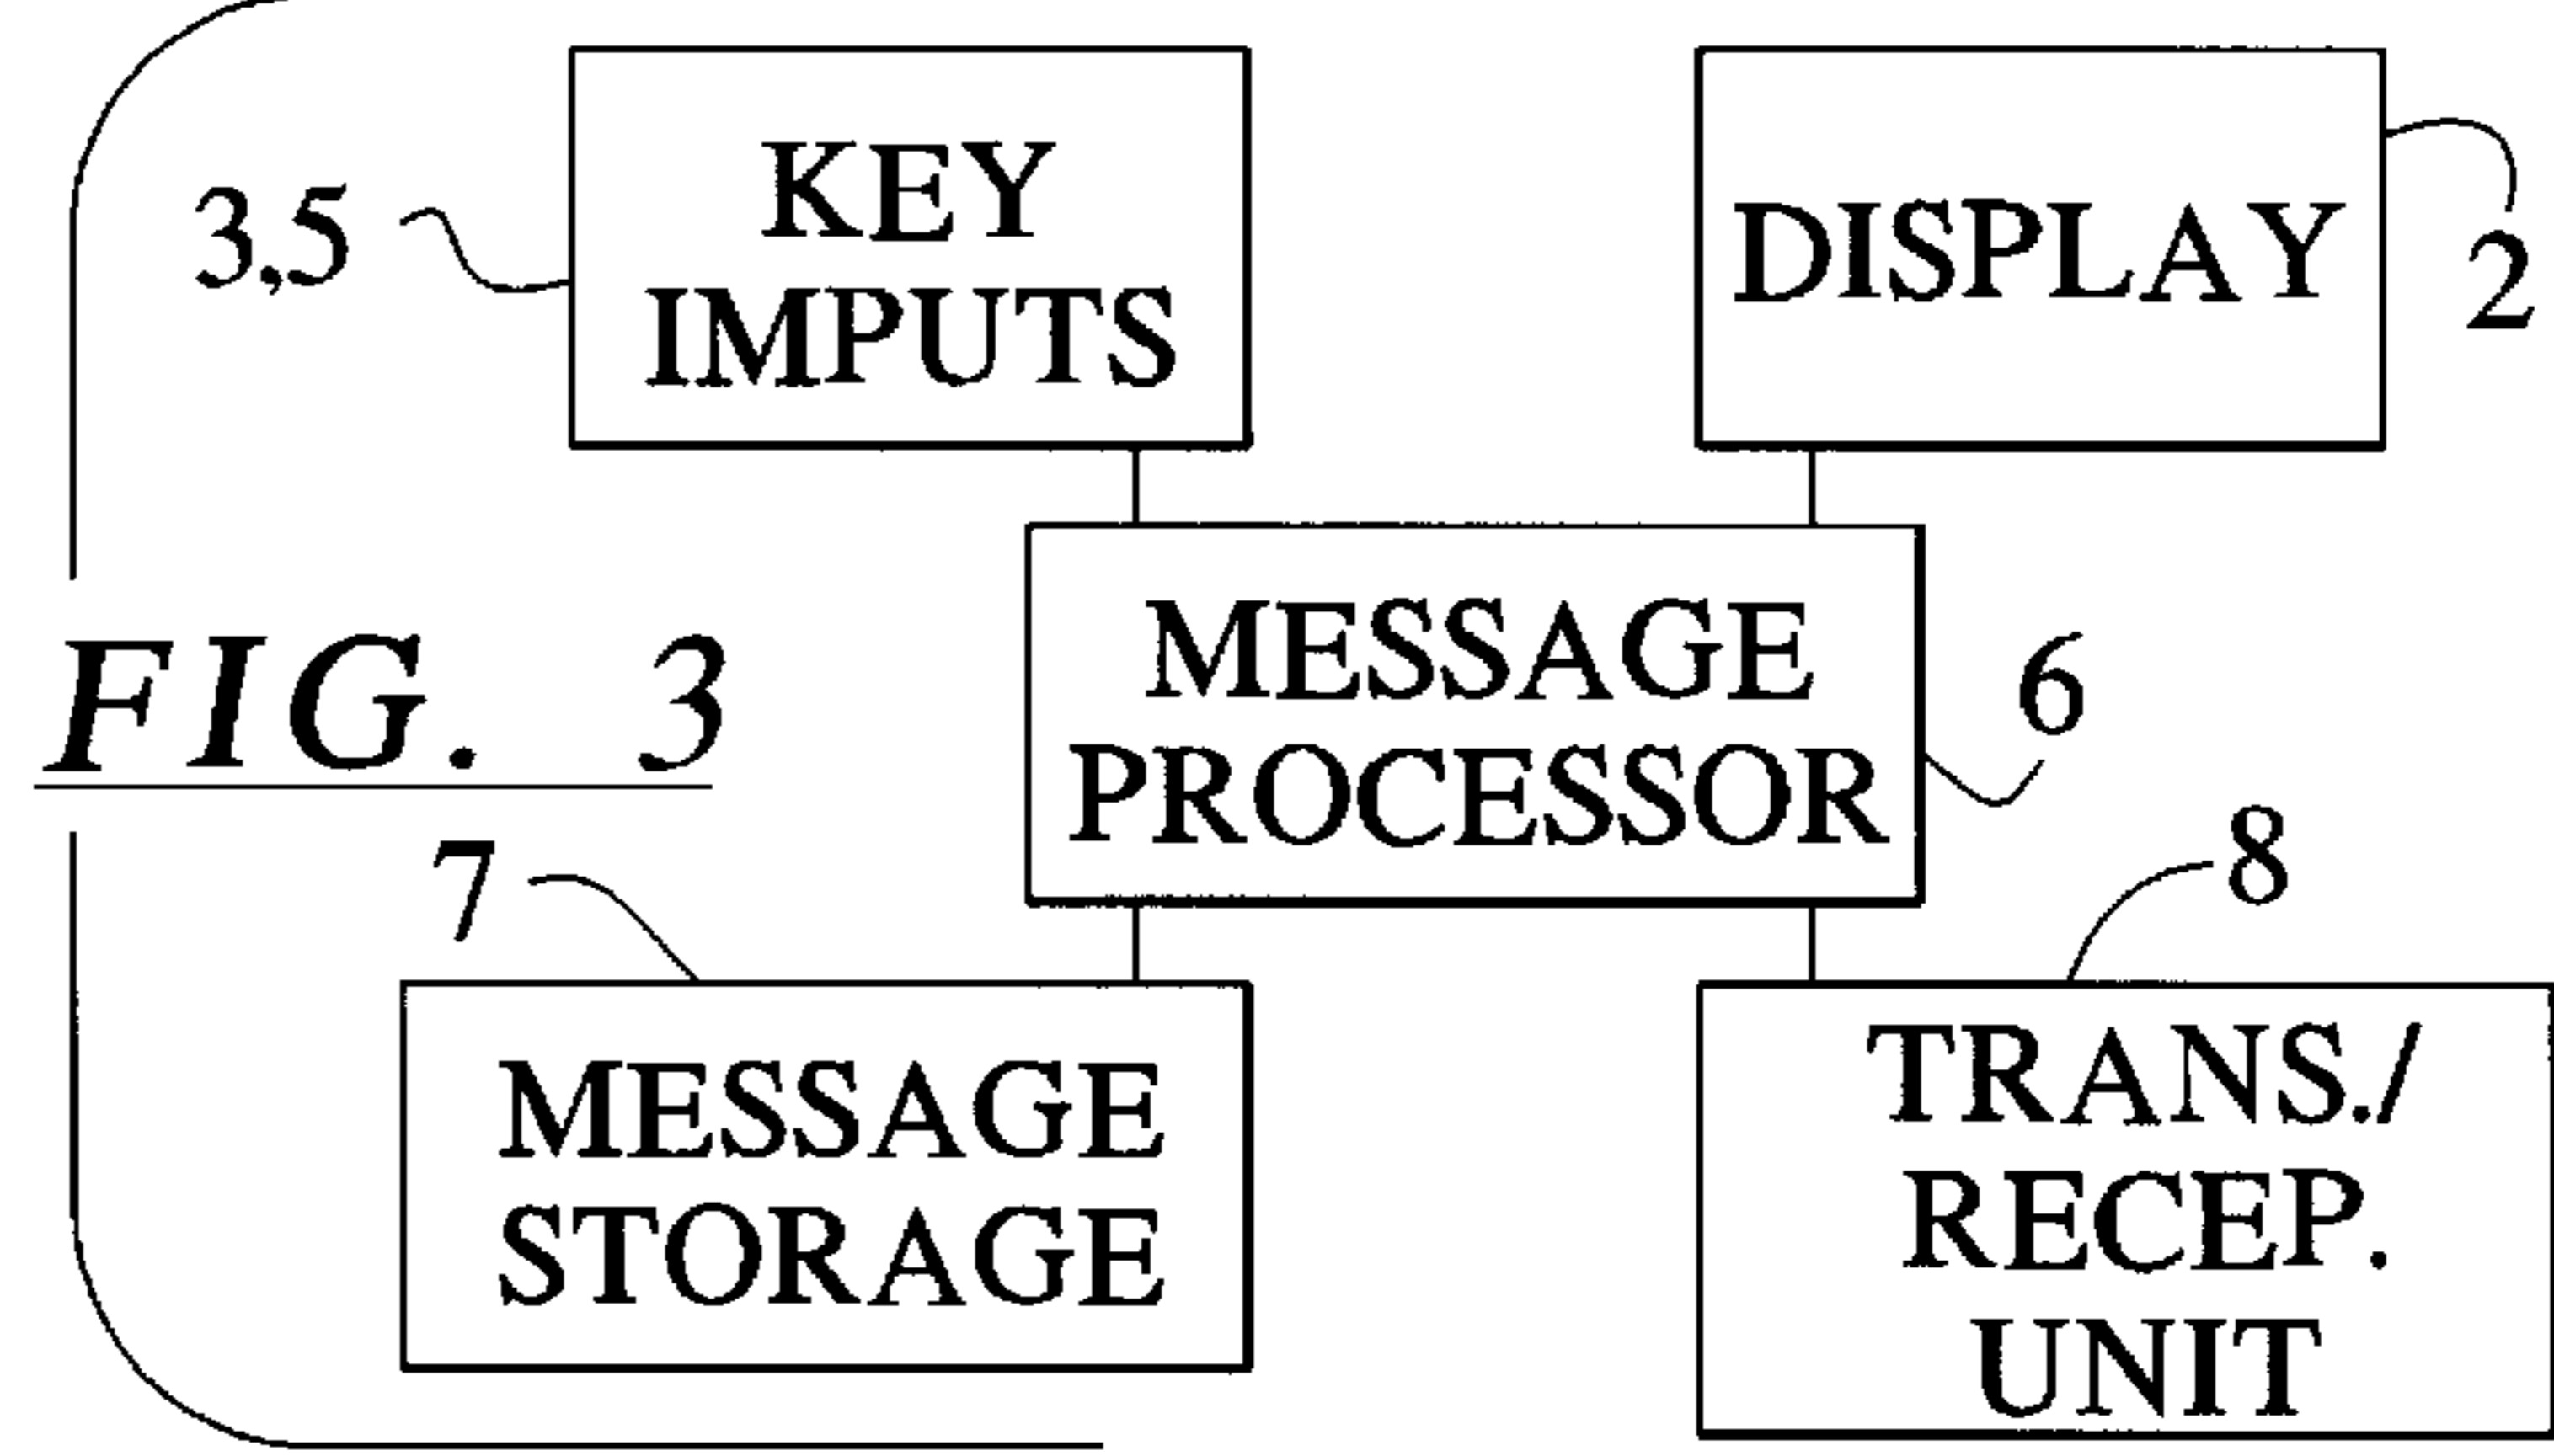 3,5
KEY
IMPUTS
DISPLAY
2
MESSAGE
PROCESSOR
6
FIG. 3
7
MESSAGE
STORAGE
8
TRANS./
RECEP.
UNIT